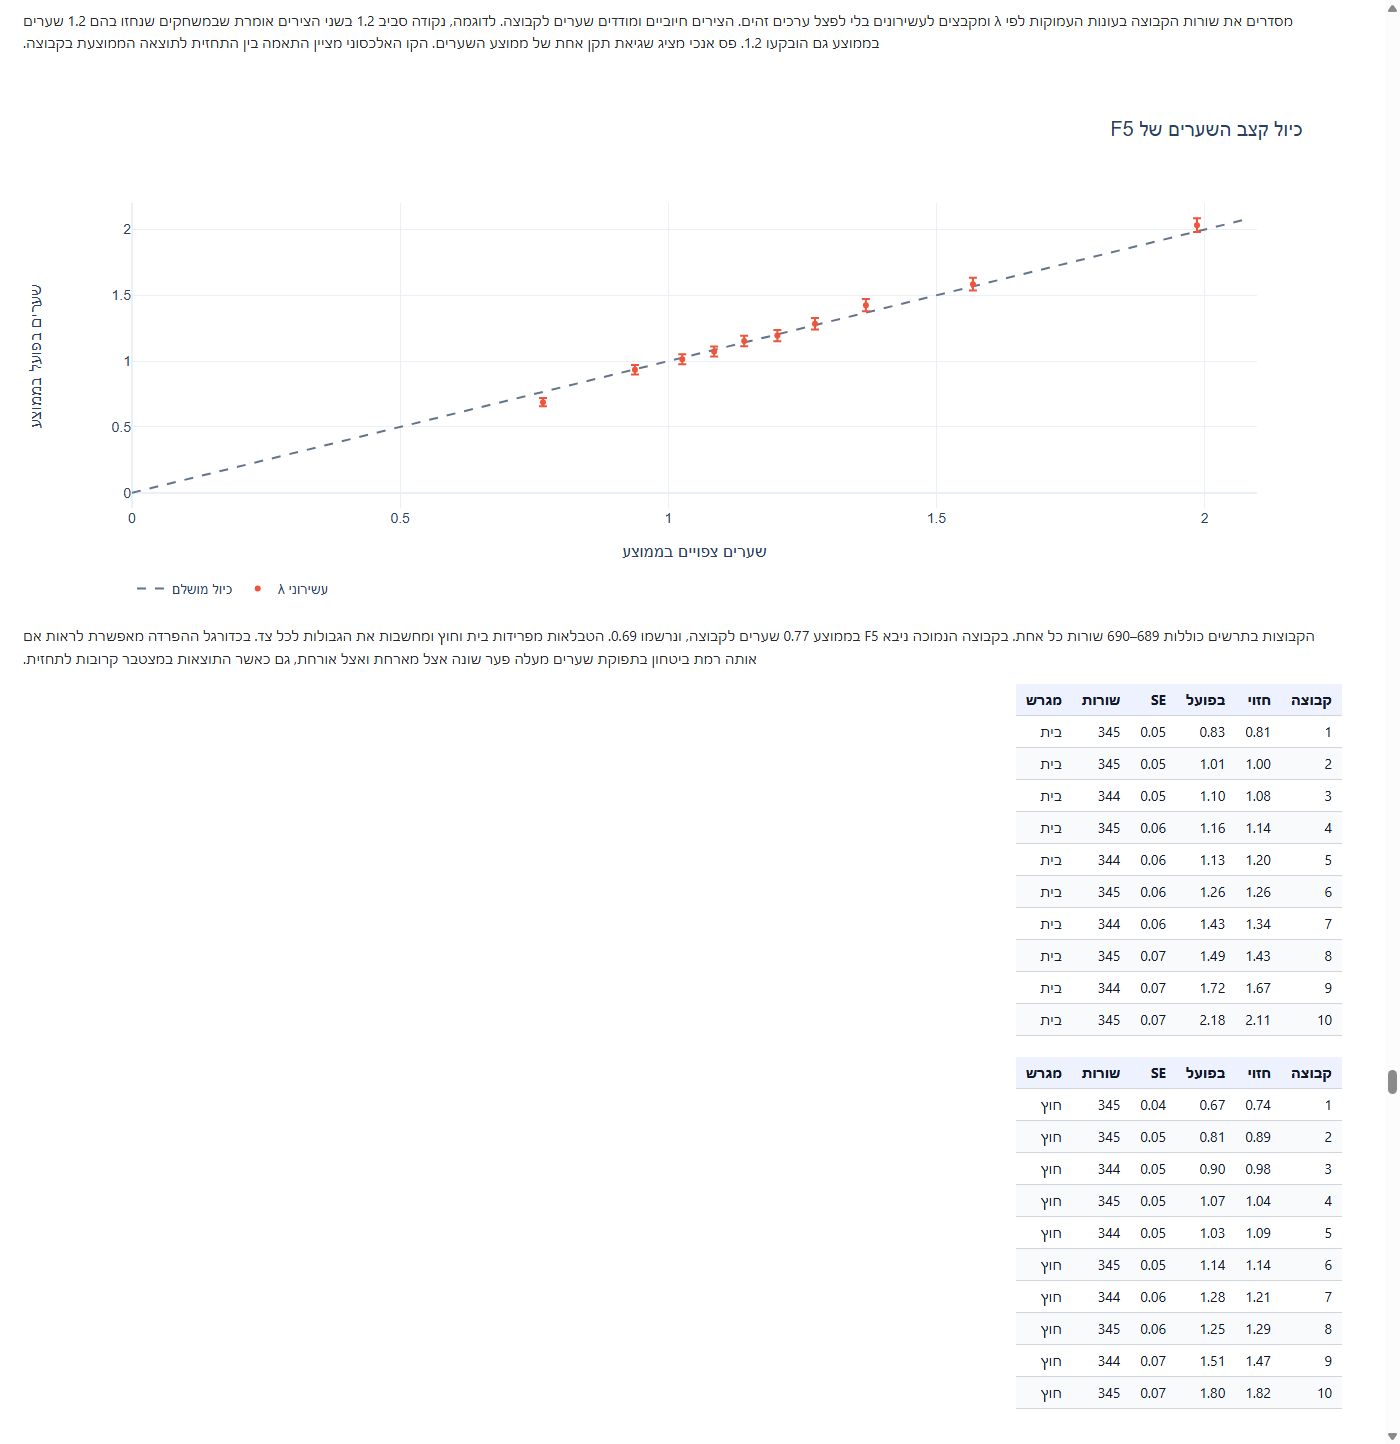 מסדרים את שורות הקבוצה בעונות העמוקות לפי λ ומקבצים לעשירונים בלי לפצל ערכים זהים. הצירים חיוביים ומודדים שערים לקבוצה. לדוגמה, נקודה סביב 1.2 בשני הצירים אומרת שבמשחקים שנחזו בהם 1.2 שערים
בממוצע גם הובקעו 1.2. פס אנכי מציג שגיאת תקן אחת של ממוצע השערים. הקו האלכסוני מציין התאמה בין התחזית לתוצאה הממוצעת בקבוצה.
כיול קצב השערים של F5
שערים בפועל בממוצע
2
1.5
1
0.5
0
0 0.5 1 1.5 2
שערים צפויים בממוצע
כיול מושלם עשירוני λ
הקבוצות בתרשים כוללות 689–690 שורות כל אחת. בקבוצה הנמוכה ניבא F5 בממוצע 0.77 שערים לקבוצה, ונרשמו 0.69. הטבלאות מפרידות בית וחוץ ומחשבות את הגבולות לכל צד. בכדורגל ההפרדה מאפשרת לראות אם
אותה רמת ביטחון בתפוקת שערים מעלה פער שונה אצל מארחת ואצל אורחת, גם כאשר התוצאות במצטבר קרובות לתחזית.
קבוצה חזוי בפועל SE שורות מגרש
1 0.81 0.83 0.05 345 בית
2 1.00 1.01 0.05 345 בית
3 1.08 1.10 0.05 344 בית
4 1.14 1.16 0.06 345 בית
5 1.20 1.13 0.06 344 בית
6 1.26 1.26 0.06 345 בית
7 1.34 1.43 0.06 344 בית
8 1.43 1.49 0.07 345 בית
9 1.67 1.72 0.07 344 בית
10 2.11 2.18 0.07 345 בית
קבוצה חזוי בפועל SE שורות מגרש
1 0.74 0.67 0.04 345 חוץ
2 0.89 0.81 0.05 345 חוץ
3 0.98 0.90 0.05 344 חוץ
4 1.04 1.07 0.05 345 חוץ
5 1.09 1.03 0.05 344 חוץ
6 1.14 1.14 0.05 345 חוץ
7 1.21 1.28 0.06 344 חוץ
8 1.29 1.25 0.06 345 חוץ
9 1.47 1.51 0.07 344 חוץ
10 1.82 1.80 0.07 345 חוץ